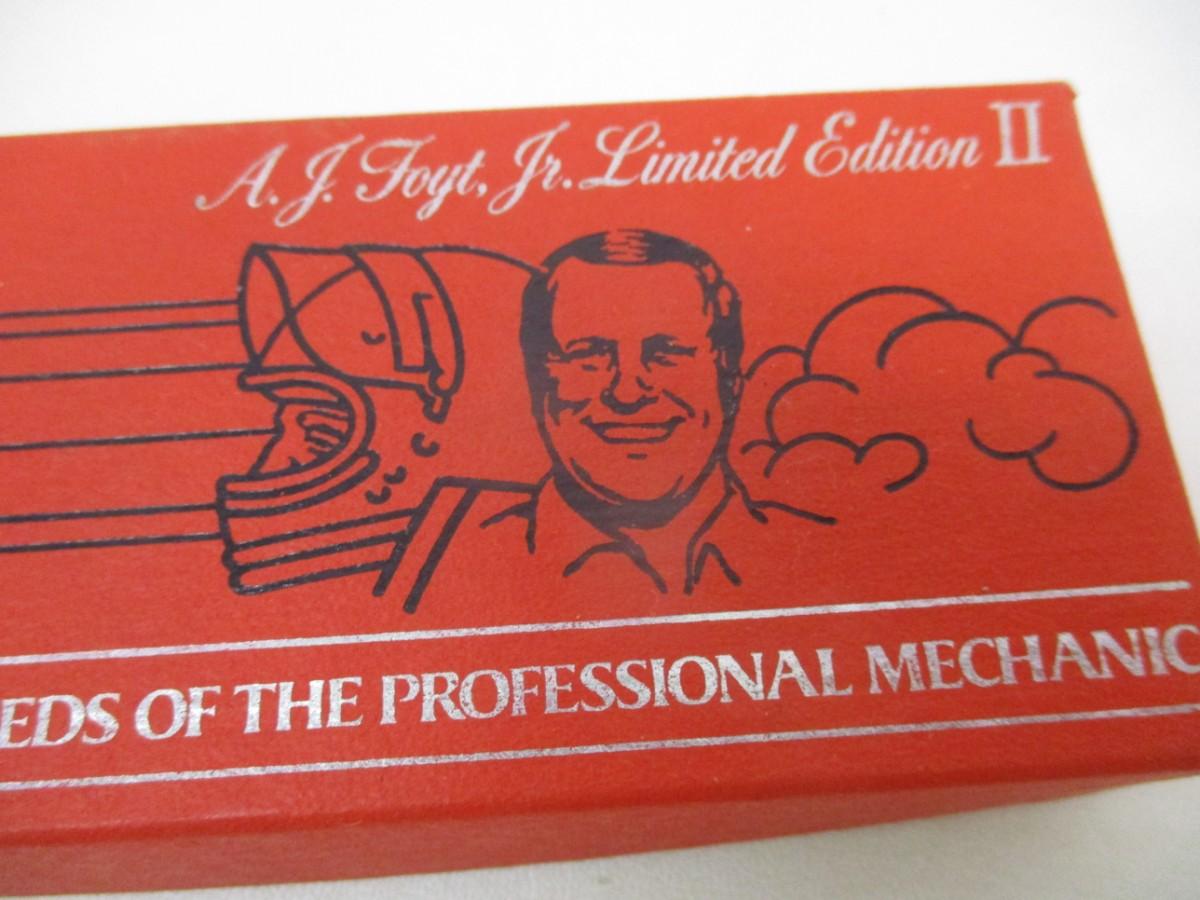 A. J. Foyt, Jr. Limited Edition II
EDS OF THE PROFESSIONAL MECHANIC